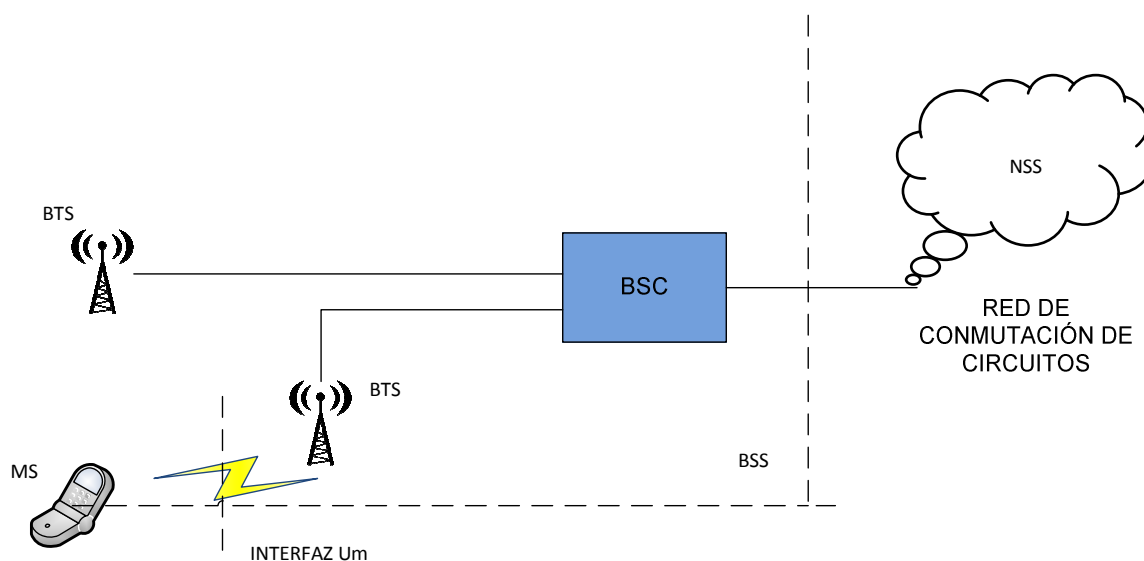 NSS
BTS
BSC
RED DE
CONMUTACIÓN DE
CIRCUITOS
BTS
BSS
MS
INTERFAZ Um